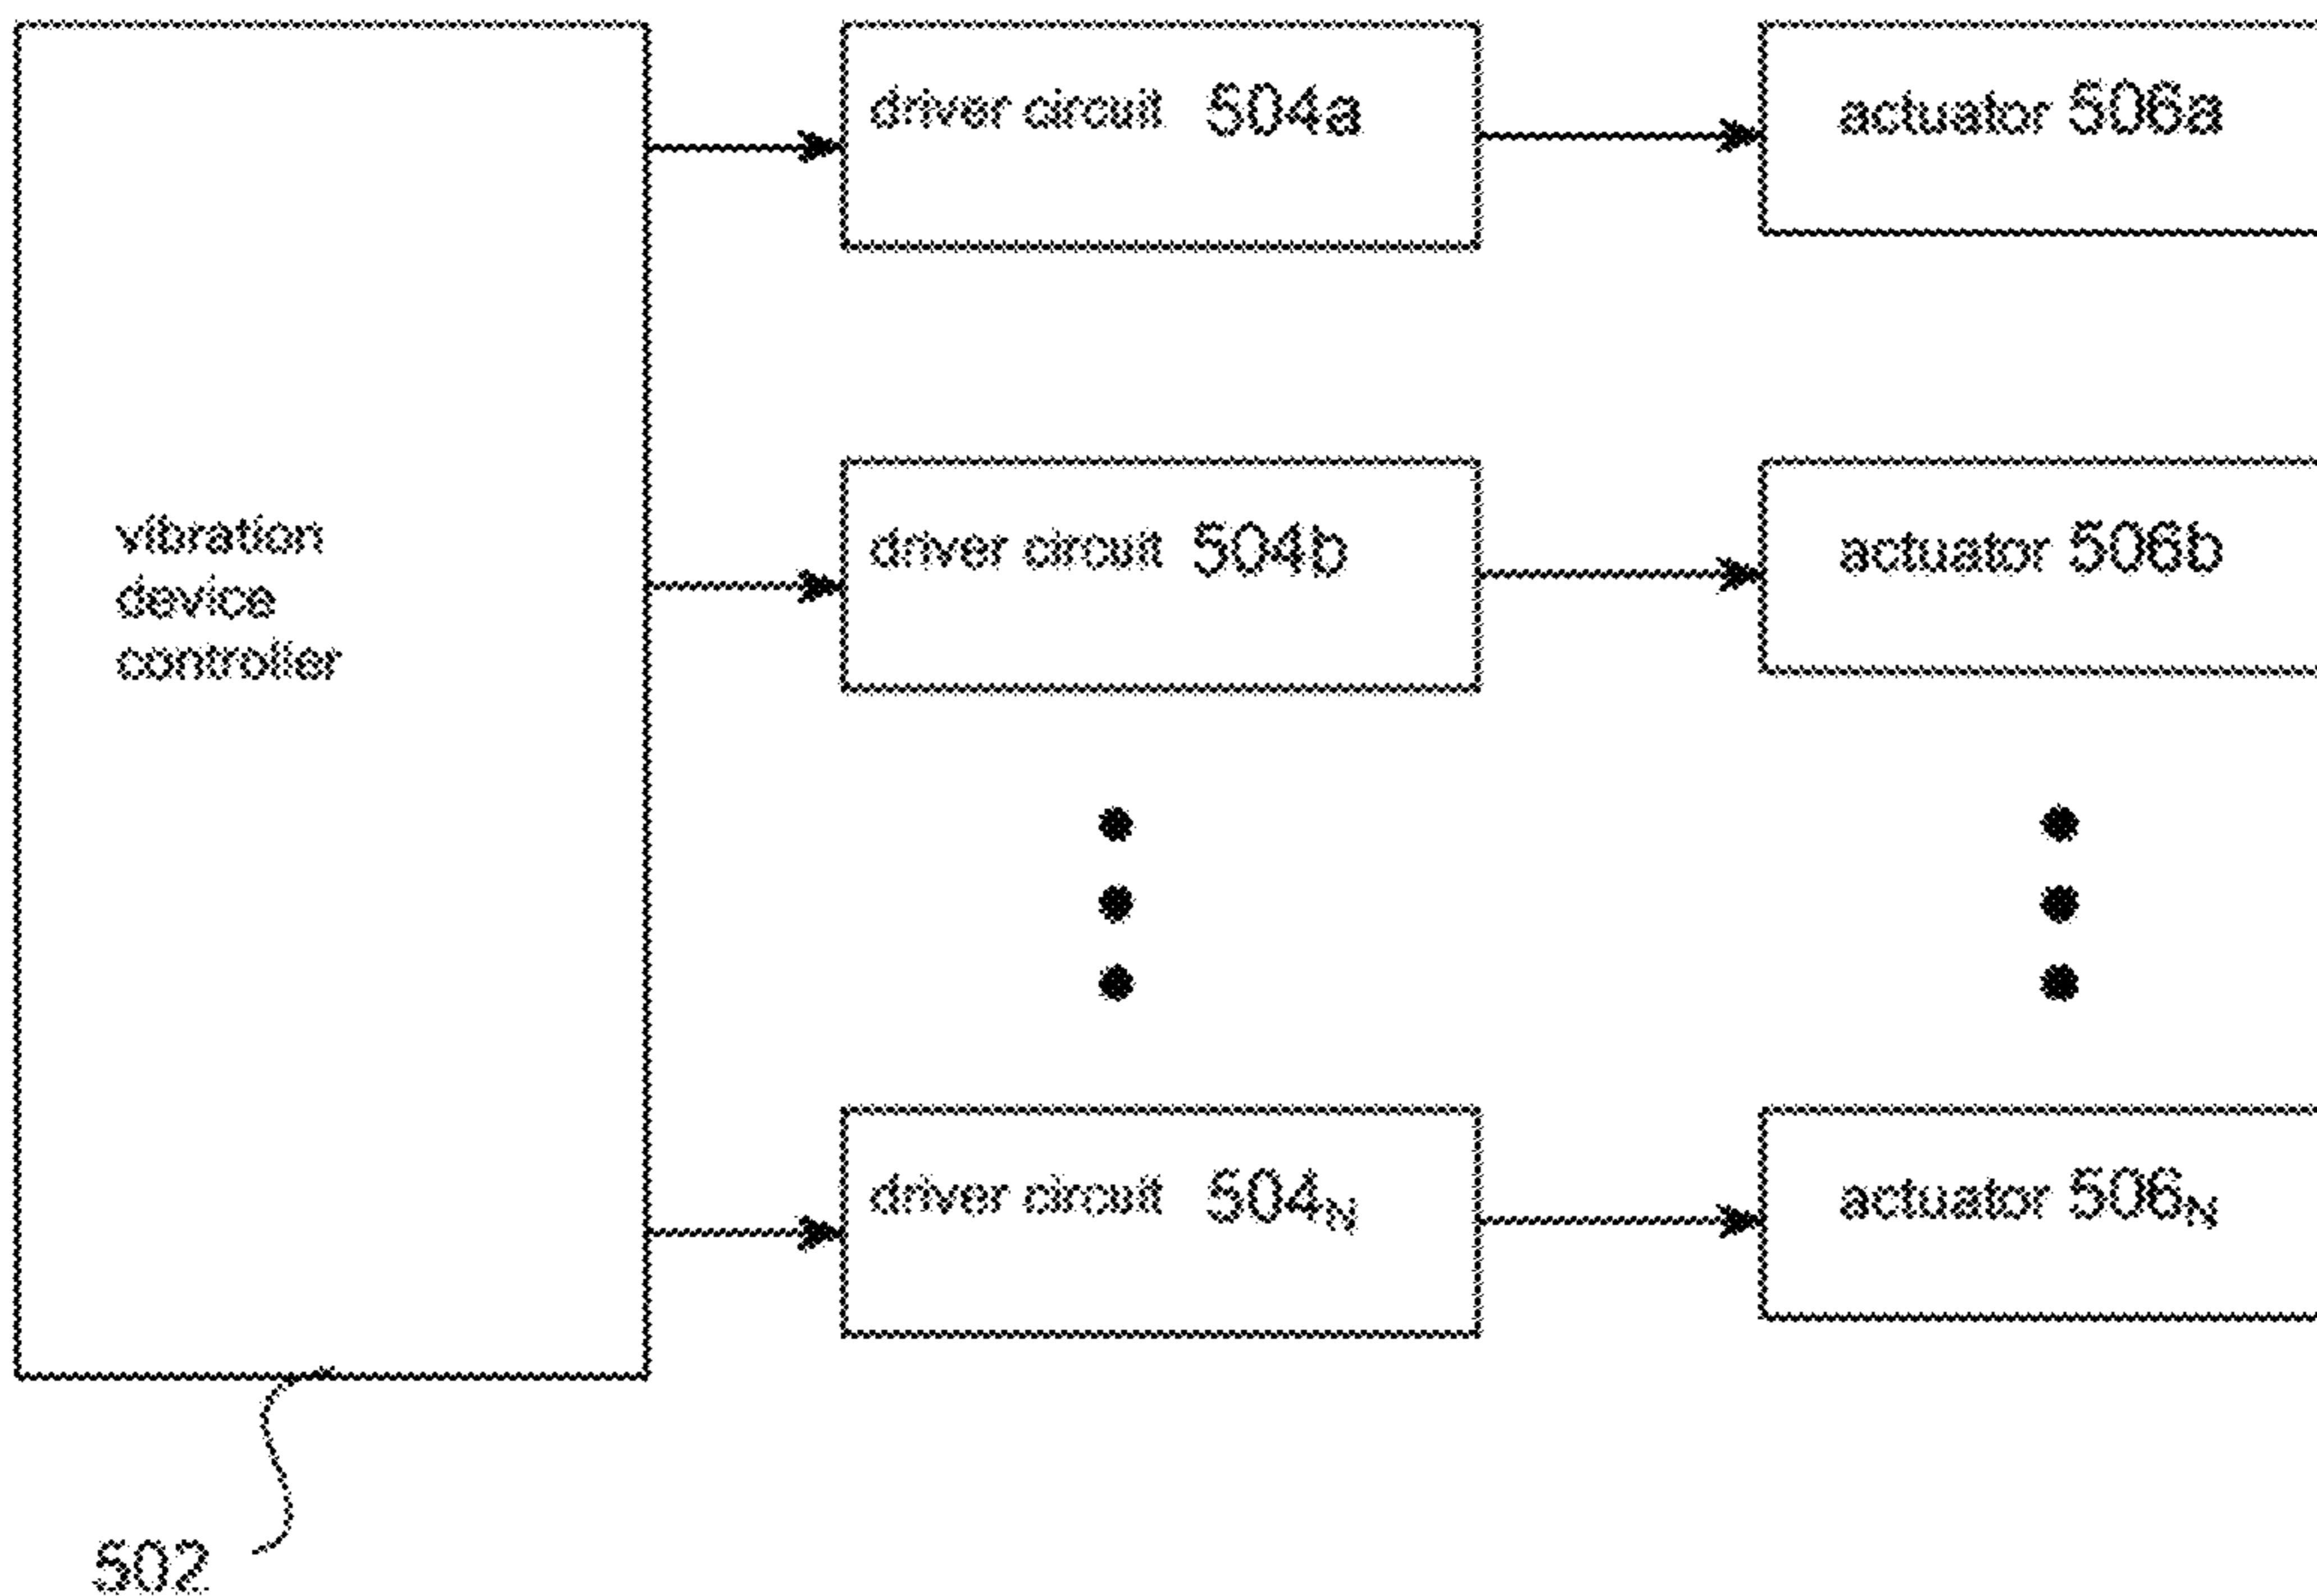 driver circuit 504a
actuator 506a
vibration
device
controller
driver circuit 504b
actuator 506b
driver circuit 504N
actuator 506N
502